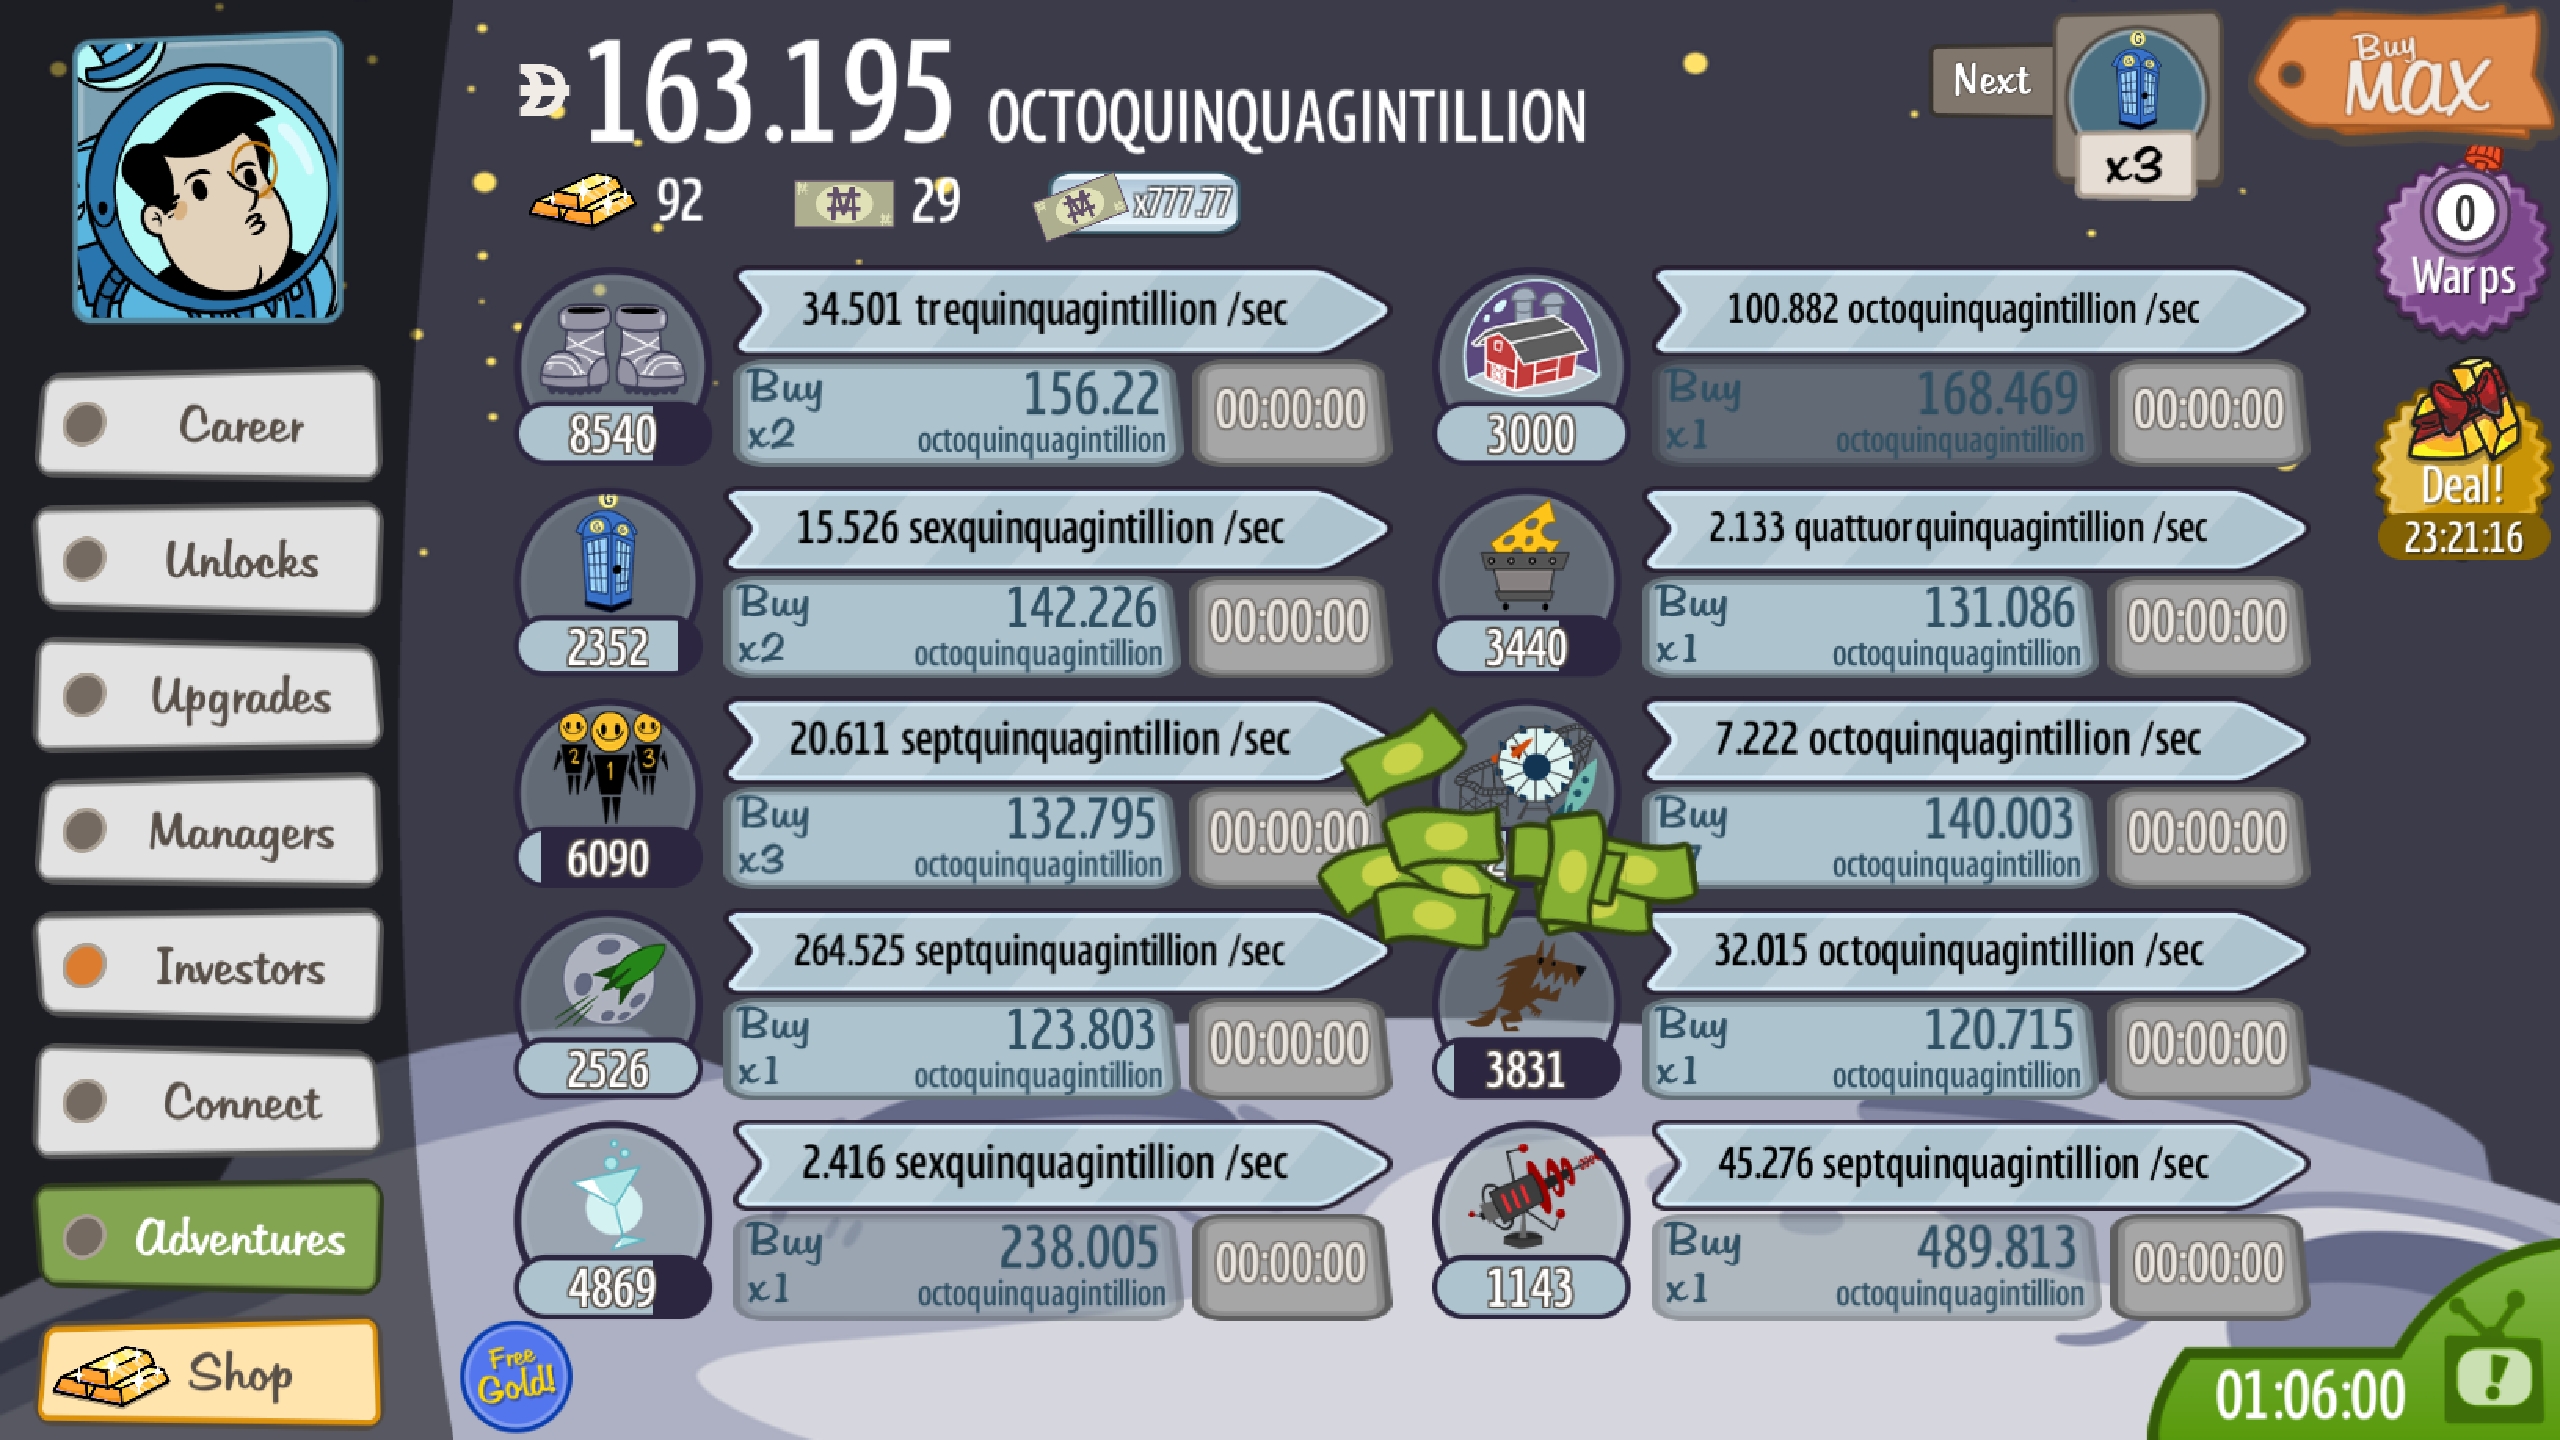 163.195 OCTOQUINQUAGINTILLION
Next
x3
Buy
MAX
92
29
x777.77
0
Warps
Deal!
23:21:16
Career
Unlocks
Upgrades
Managers
Investors
Connect
Adventures
Shop
34.501 trequinquagintillion /sec
8540
Buy x2
156.22
octoquinquagintillion
00:00:00
100.882 octoquinquagintillion /sec
3000
Buy x1
168.469
octoquinquagintillion
00:00:00
G
15.526 sexquinquagintillion /sec
2352
Buy x2
142.226
octoquinquagintillion
00:00:00
2.133 quattuorquinquagintillion /sec
3440
Buy x1
131.086
octoquinquagintillion
00:00:00
2 1 3
20.611 septquinquagintillion /sec
6090
Buy x3
132.795
octoquinquagintillion
00:00:00
7.222 octoquinquagintillion /sec
Buy
140.003
octoquinquagintillion
00:00:00
264.525 septquinquagintillion /sec
2526
Buy x1
123.803
octoquinquagintillion
00:00:00
32.015 octoquinquagintillion /sec
3831
Buy x1
120.715
octoquinquagintillion
00:00:00
2.416 sexquinquagintillion /sec
4869
Buy x1
238.005
octoquinquagintillion
00:00:00
45.276 septquinquagintillion /sec
1143
Buy x1
489.813
octoquinquagintillion
00:00:00
Free
Gold!
01:06:00
!